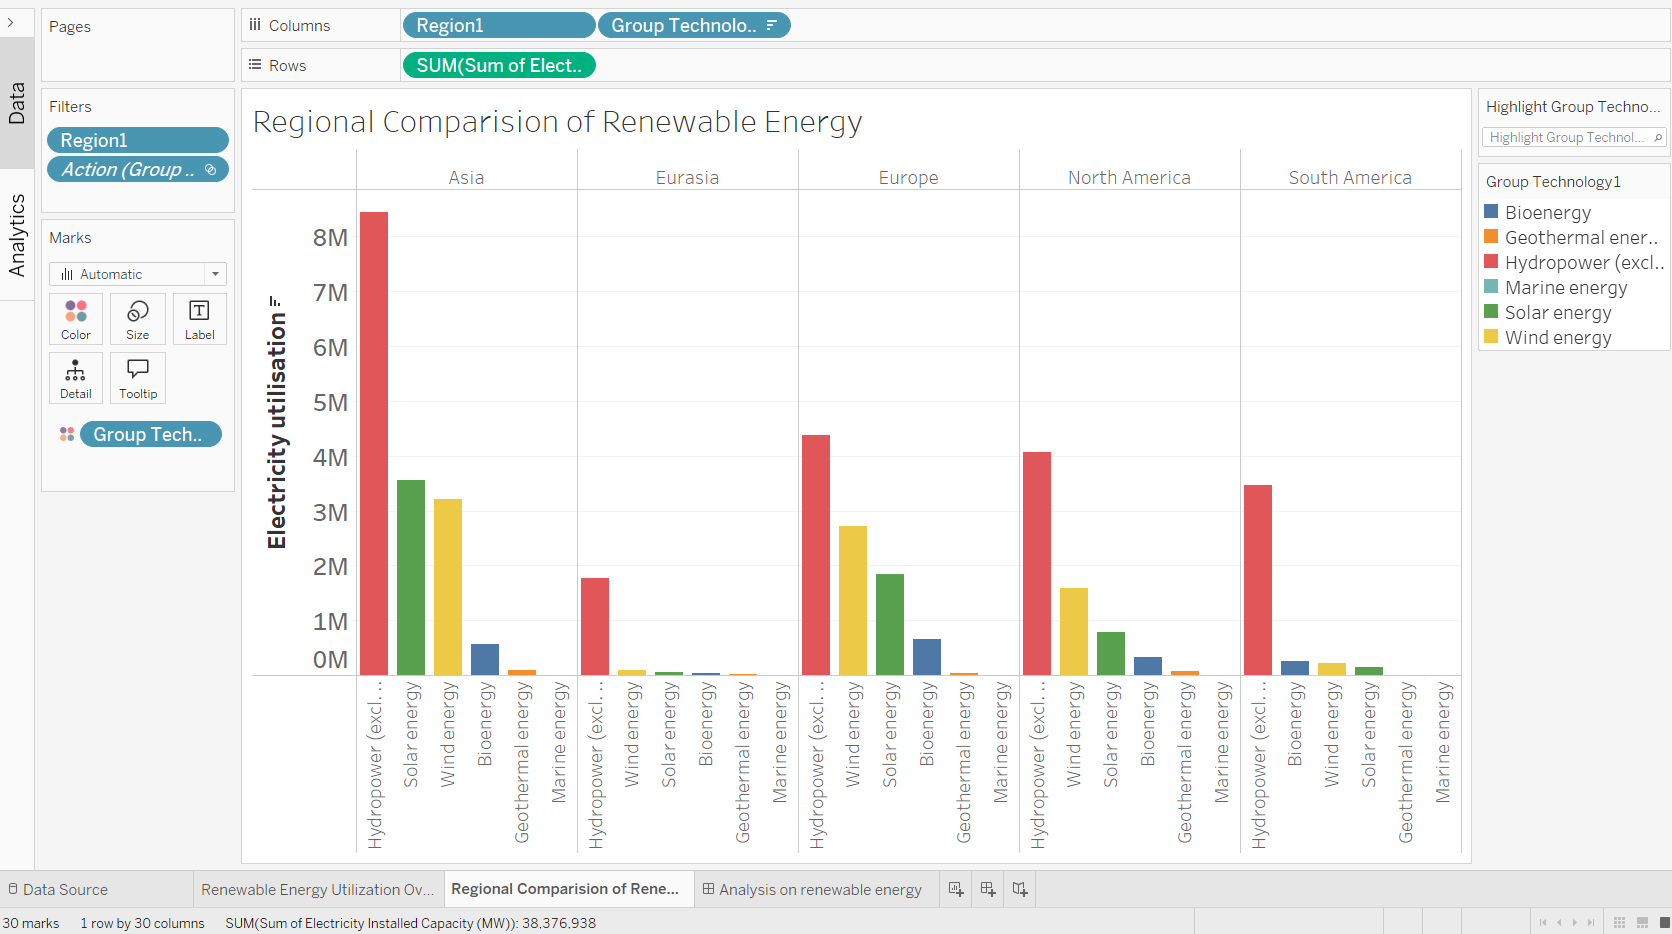 Pages
Columns
Region1
Group Technolo..
Rows
SUM(Sum of Elect..
Data
Analytics
Filters
Region1
Action (Group ..
Marks
Automatic
Color
Size
Label
Detail
Tooltip
Group Tech..
Regional Comparision of Renewable Energy
Asia
Eurasia
Europe
North America
South America
Electricity utilisation
8M
7M
6M
5M
4M
3M
2M
1M
0M
Hydropower (excl...
Solar energy
Wind energy
Bioenergy
Geothermal energy
Marine energy
Hydropower (excl...
Wind energy
Solar energy
Bioenergy
Geothermal energy
Marine energy
Hydropower (excl...
Wind energy
Solar energy
Bioenergy
Geothermal energy
Marine energy
Hydropower (excl...
Wind energy
Solar energy
Bioenergy
Geothermal energy
Marine energy
Hydropower (excl...
Bioenergy
Wind energy
Solar energy
Geothermal energy
Marine energy
Highlight Group Techno...
Highlight Group Technol...
Group Technology1
Bioenergy
Geothermal ener..
Hydropower (excl..
Marine energy
Solar energy
Wind energy
Data Source
Renewable Energy Utilization Ov...
Regional Comparision of Rene...
Analysis on renewable energy
30 marks
1 row by 30 columns
SUM(Sum of Electricity Installed Capacity (MW)): 38,376,938